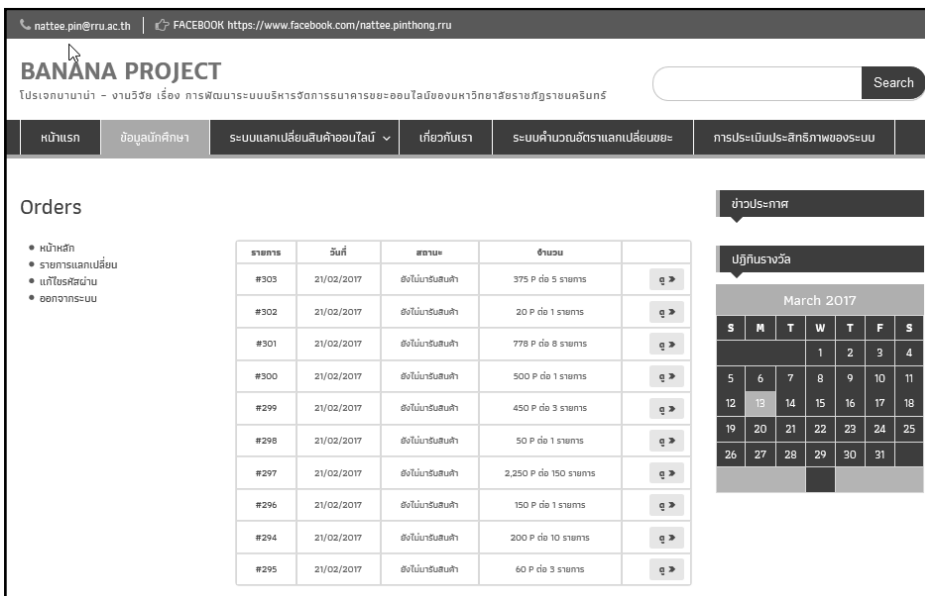 nattee.pin@rru.ac.th FACEBOOK https://www.facebook.com/nattee.pinthong.rru
BANANA PROJECT
โปรเจกบานาน่า - งานวิจัย เรื่อง การพัฒนาระบบบริหารจัดการธนาคารขยะออนไลน์ของมหาวิทยาลัยราชภัฏราชนครินทร์
Search
หน้าแรก ข้อมูลนักศึกษา ระบบแลกเปลี่ยนสินค้าออนไลน์ เกี่ยวกับเรา ระบบคำนวณอัตราแลกเปลี่ยนขยะ การประเมินประสิทธิภาพของระบบ
Orders
หน้าหลัก
รายการแลกเปลี่ยน
แก้ไขรหัสผ่าน
ออกจากระบบ
รายการ วันที่ สถานะ จำนวน
#303 21/02/2017 ยังไม่มารับสินค้า 375 P ต่อ 5 รายการ ดู
#302 21/02/2017 ยังไม่มารับสินค้า 20 P ต่อ 1 รายการ ดู
#301 21/02/2017 ยังไม่มารับสินค้า 778 P ต่อ 8 รายการ ดู
#300 21/02/2017 ยังไม่มารับสินค้า 500 P ต่อ 1 รายการ ดู
#299 21/02/2017 ยังไม่มารับสินค้า 450 P ต่อ 3 รายการ ดู
#298 21/02/2017 ยังไม่มารับสินค้า 50 P ต่อ 1 รายการ ดู
#297 21/02/2017 ยังไม่มารับสินค้า 2,250 P ต่อ 150 รายการ ดู
#296 21/02/2017 ยังไม่มารับสินค้า 150 P ต่อ 1 รายการ ดู
#294 21/02/2017 ยังไม่มารับสินค้า 200 P ต่อ 10 รายการ ดู
#295 21/02/2017 ยังไม่มารับสินค้า 60 P ต่อ 3 รายการ ดู
ข่าวประกาศ
ปฏิทินรางวัล
March 2017
S M T W T F S
1 2 3 4
5 6 7 8 9 10 11
12 13 14 15 16 17 18
19 20 21 22 23 24 25
26 27 28 29 30 31